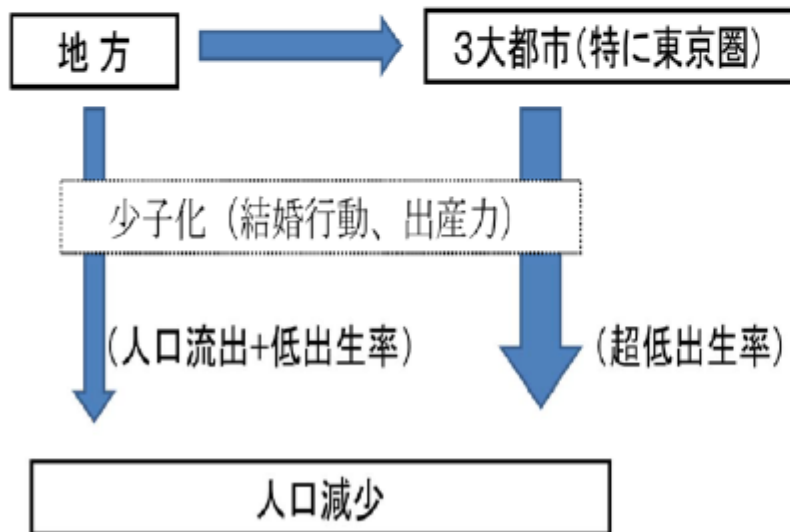 地方
3大都市(特に東京圏)
少子化（結婚行動、出産力）
(人口流出+低出生率)
(超低出生率)
人口減少